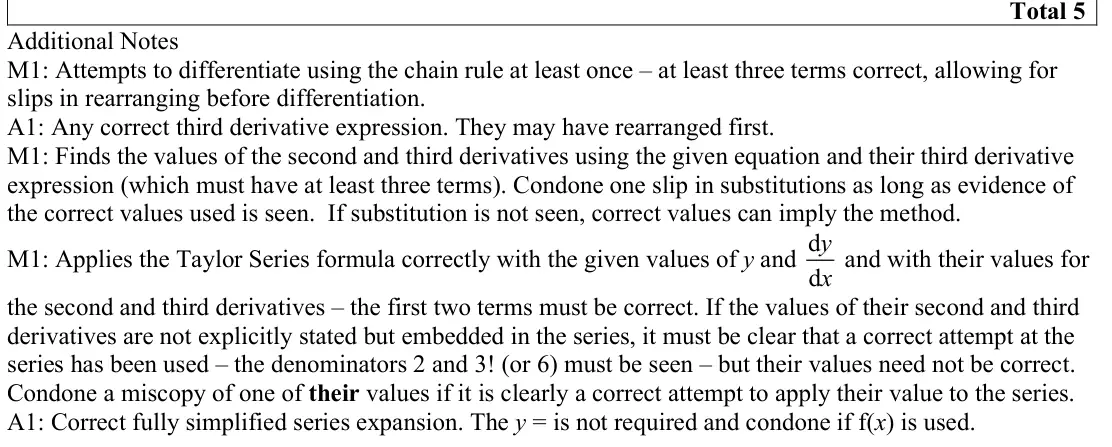 Total 5
Additional Notes
M1: Attempts to differentiate using the chain rule at least once – at least three terms correct, allowing for
slips in rearranging before differentiation.
A1: Any correct third derivative expression. They may have rearranged first.
M1: Finds the values of the second and third derivatives using the given equation and their third derivative
expression (which must have at least three terms). Condone one slip in substitutions as long as evidence of
the correct values used is seen.  If substitution is not seen, correct values can imply the method.
M1: Applies the Taylor Series formula correctly with the given values of y and dy/dx and with their values for
the second and third derivatives – the first two terms must be correct. If the values of their second and third
derivatives are not explicitly stated but embedded in the series, it must be clear that a correct attempt at the
series has been used – the denominators 2 and 3! (or 6) must be seen – but their values need not be correct.
Condone a miscopy of one of their values if it is clearly a correct attempt to apply their value to the series.
A1: Correct fully simplified series expansion. The y = is not required and condone if f(x) is used.